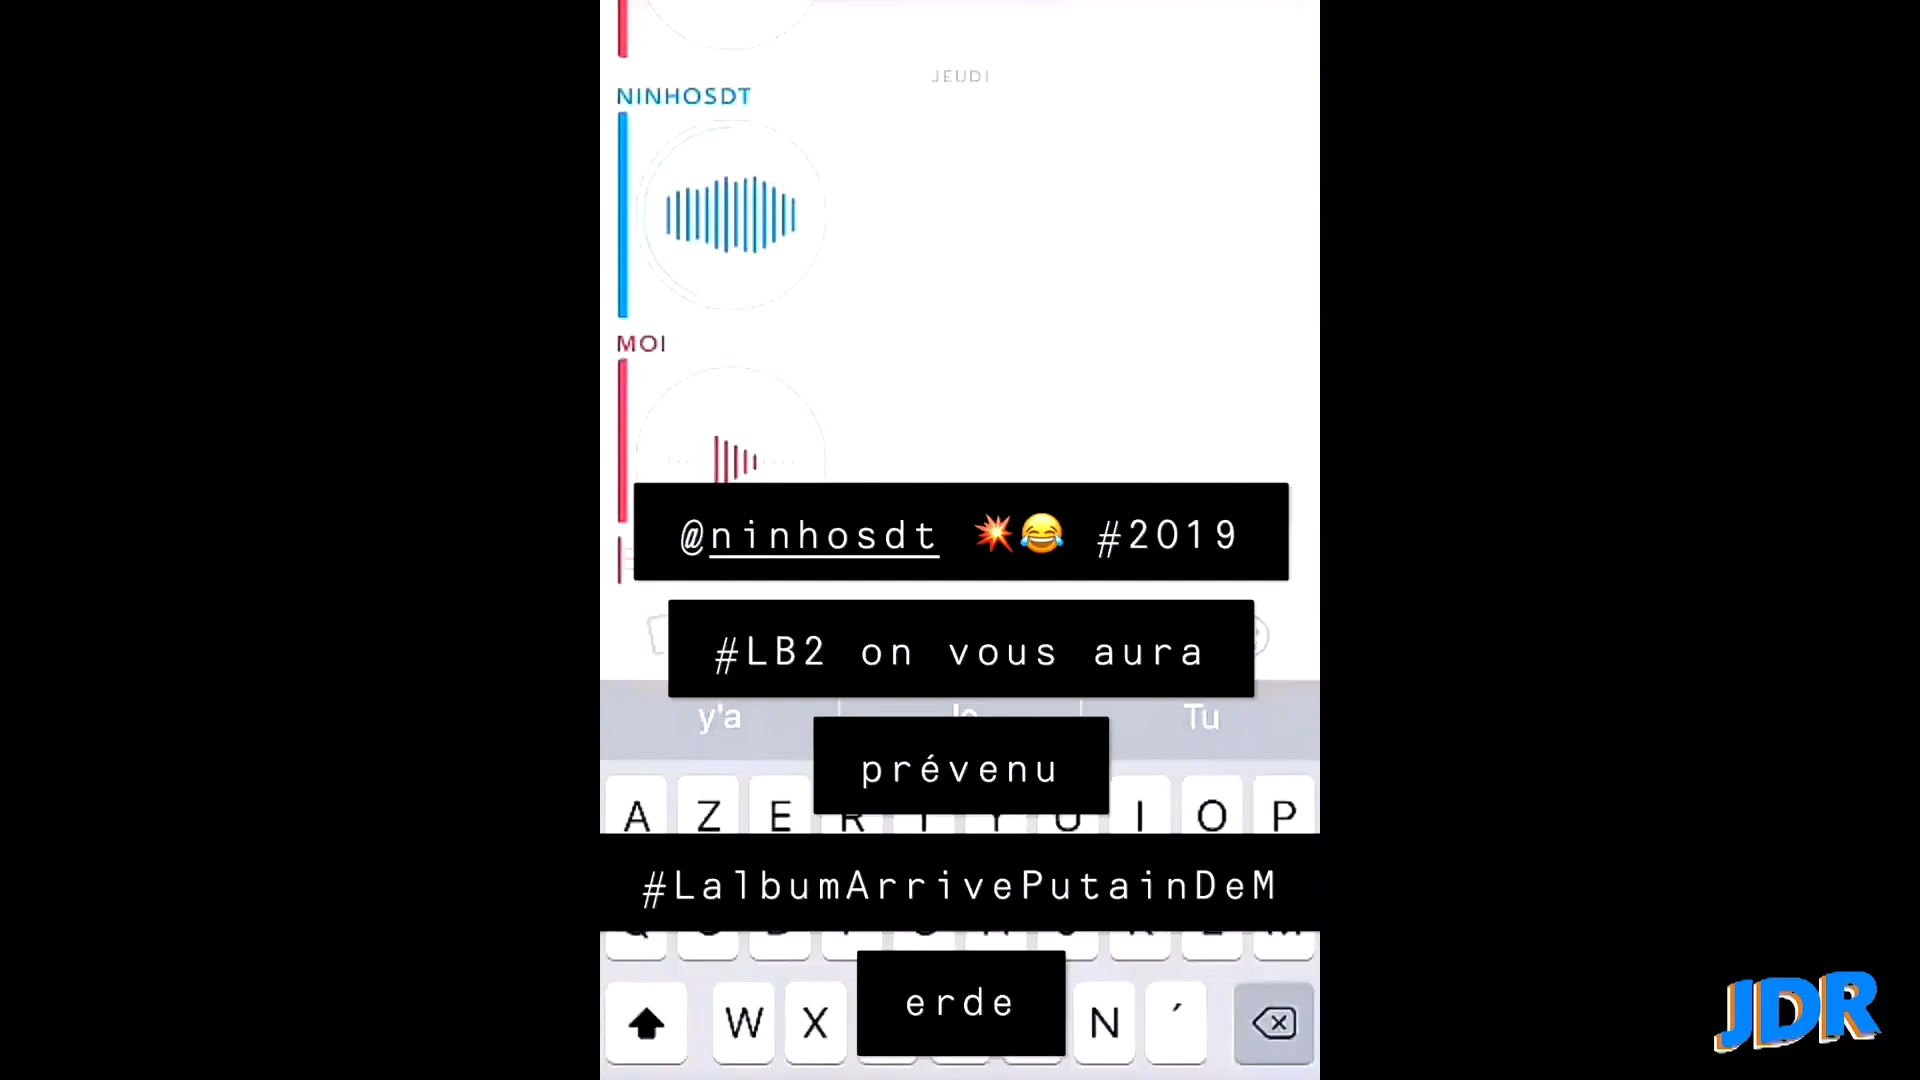 JEUDI
NINHOSDT
MOI
@ninhosdt 💥😂 #2019
#LB2 on vous aura
y'a Tu
prévenu
A Z E R T Y U I O P
#LalbumArrivePutainDeM
erde
W X N ´
JDR